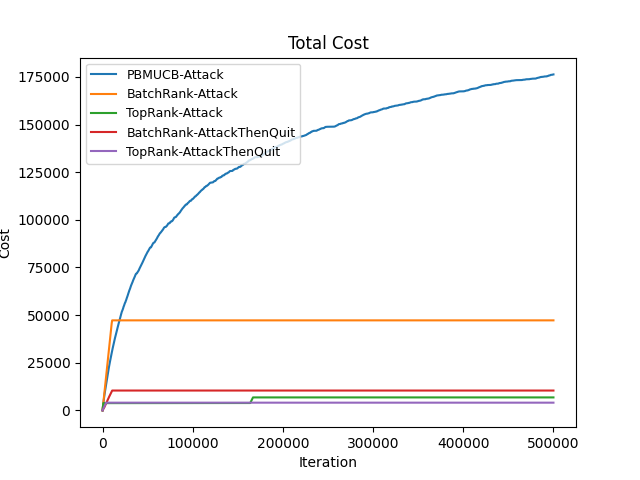 Total Cost
175000
150000
125000
100000
75000
50000
25000
0
Cost
PBMUCB-Attack
BatchRank-Attack
TopRank-Attack
BatchRank-AttackThenQuit
TopRank-AttackThenQuit
0 100000 200000 300000 400000 500000
Iteration